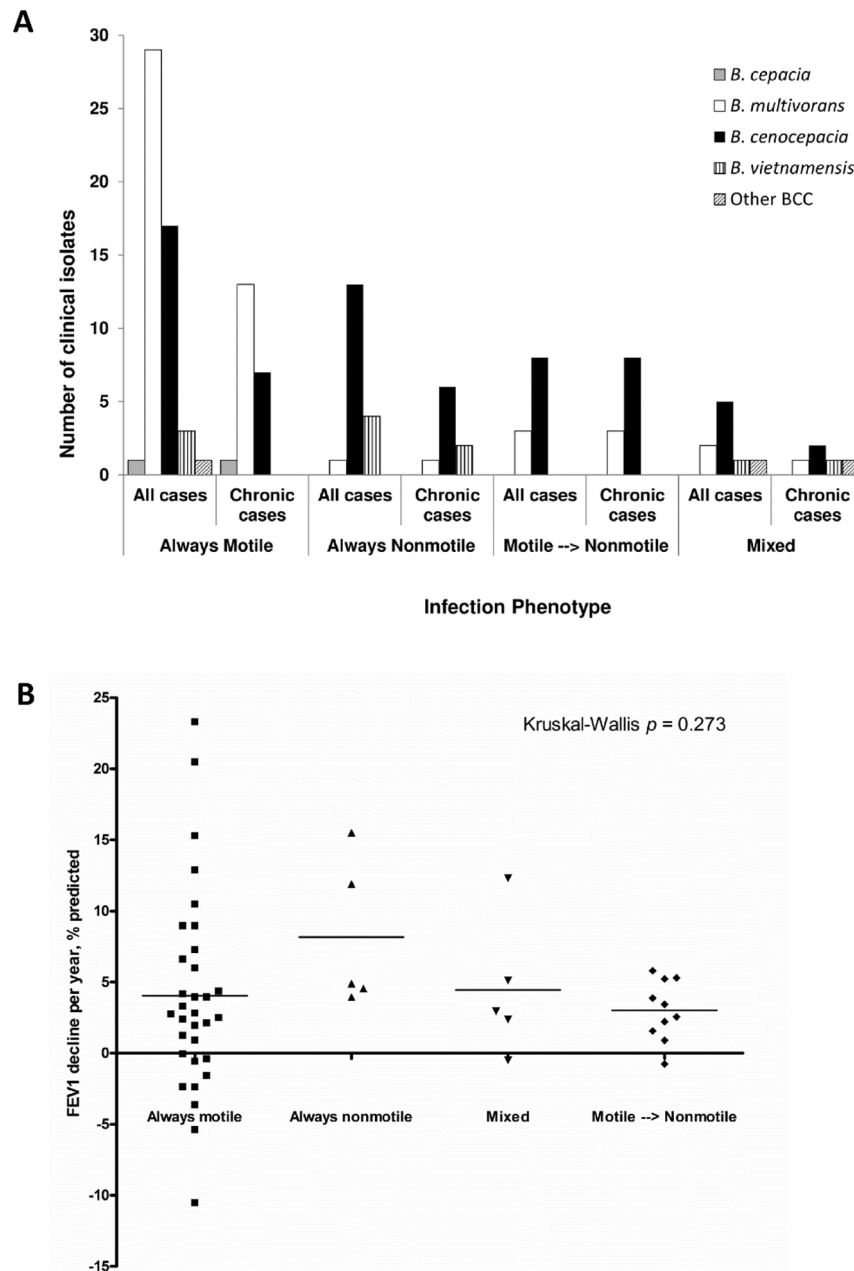 A
30
25
20
15
10
5
0
Number of clinical isolates
B. cepacia
B. multivorans
B. cenocepacia
B. vietnamensis
Other BCC
All cases Chronic cases All cases Chronic cases All cases Chronic cases All cases Chronic cases
Always Motile Always Nonmotile Motile --> Nonmotile Mixed
Infection Phenotype
B
25
20
15
10
5
0
-5
-10
-15
FEV1 decline per year, % predicted
Kruskal-Wallis p = 0.273
Always motile Always nonmotile Mixed Motile --> Nonmotile